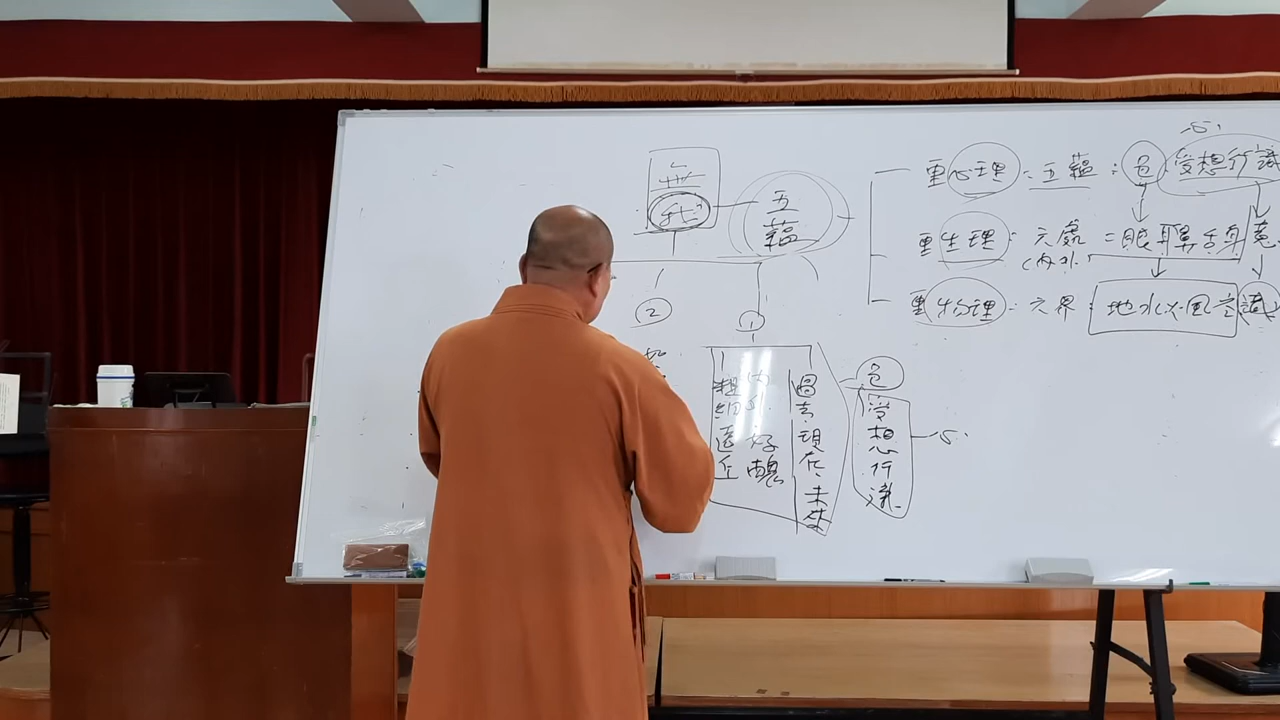 無我
五蘊
重心理：五蘊：色 受想行識
重生理：六處＝眼耳鼻舌身意
（內外）
重物理：六界：地水火風空識
②
①
過去現在、未來
內外、好醜
粗細遠近
色
受想行識